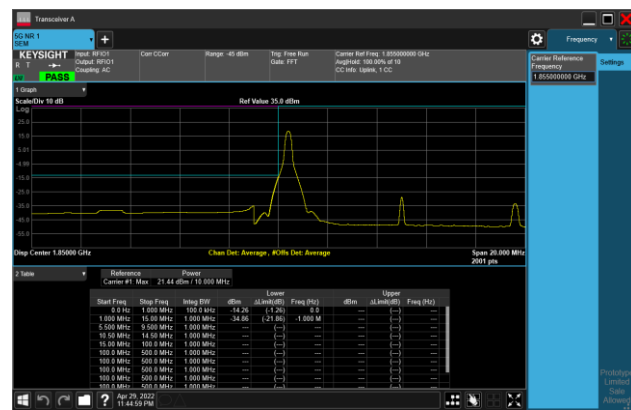 Transceiver A
5G NR 1
SEM
Frequency
KEYSIGHT
R T
PASS
Input: RFIO1
Output: RFIO1
Coupling: AC
Corr CCorr
Range: -45 dBm
Trig: Free Run
Gate: FFT
Carrier Ref Freq: 1.855000000 GHz
Avg|Hold: 100.00% of 10
CC Info: Uplink, 1 CC
Carrier Reference
Frequency
1.855000000 GHz
Settings
1 Graph
Scale/Div 10 dB
Ref Value 35.0 dBm
Log
25.0
15.0
5.01
-4.99
-15.0
-25.0
-35.0
-45.0
-55.0
Disp Center 1.85000 GHz
Chan Det: Average , #Offs Det: Average
Span 20.000 MHz
2001 pts
2 Table
Reference Power
Carrier #1 Max 21.44 dBm / 10.000 MHz
Lower Upper
Start Freq Stop Freq Integ BW dBm ΔLimit(dB) Freq (Hz) dBm ΔLimit(dB) Freq (Hz)
0.0 Hz 1.000 MHz 100.0 kHz -14.26 (-1.26) 0.0 --- (---) ---
1.000 MHz 15.00 MHz 1.000 MHz -34.86 (-21.86) -1.000 M --- (---) ---
5.500 MHz 9.500 MHz 1.000 MHz --- (---) --- --- (---) ---
10.50 MHz 14.50 MHz 1.000 MHz --- (---) --- --- (---) ---
15.00 MHz 100.0 MHz 1.000 MHz --- (---) --- --- (---) ---
100.0 MHz 500.0 MHz 1.000 MHz --- (---) --- --- (---) ---
100.0 MHz 500.0 MHz 1.000 MHz --- (---) --- --- (---) ---
100.0 MHz 500.0 MHz 1.000 MHz --- (---) --- --- (---) ---
100.0 MHz 500.0 MHz 1.000 MHz --- (---) --- --- (---) ---
Prototype
Limited
Sale
Allowed
?
Apr 29, 2022
11:44:59 PM